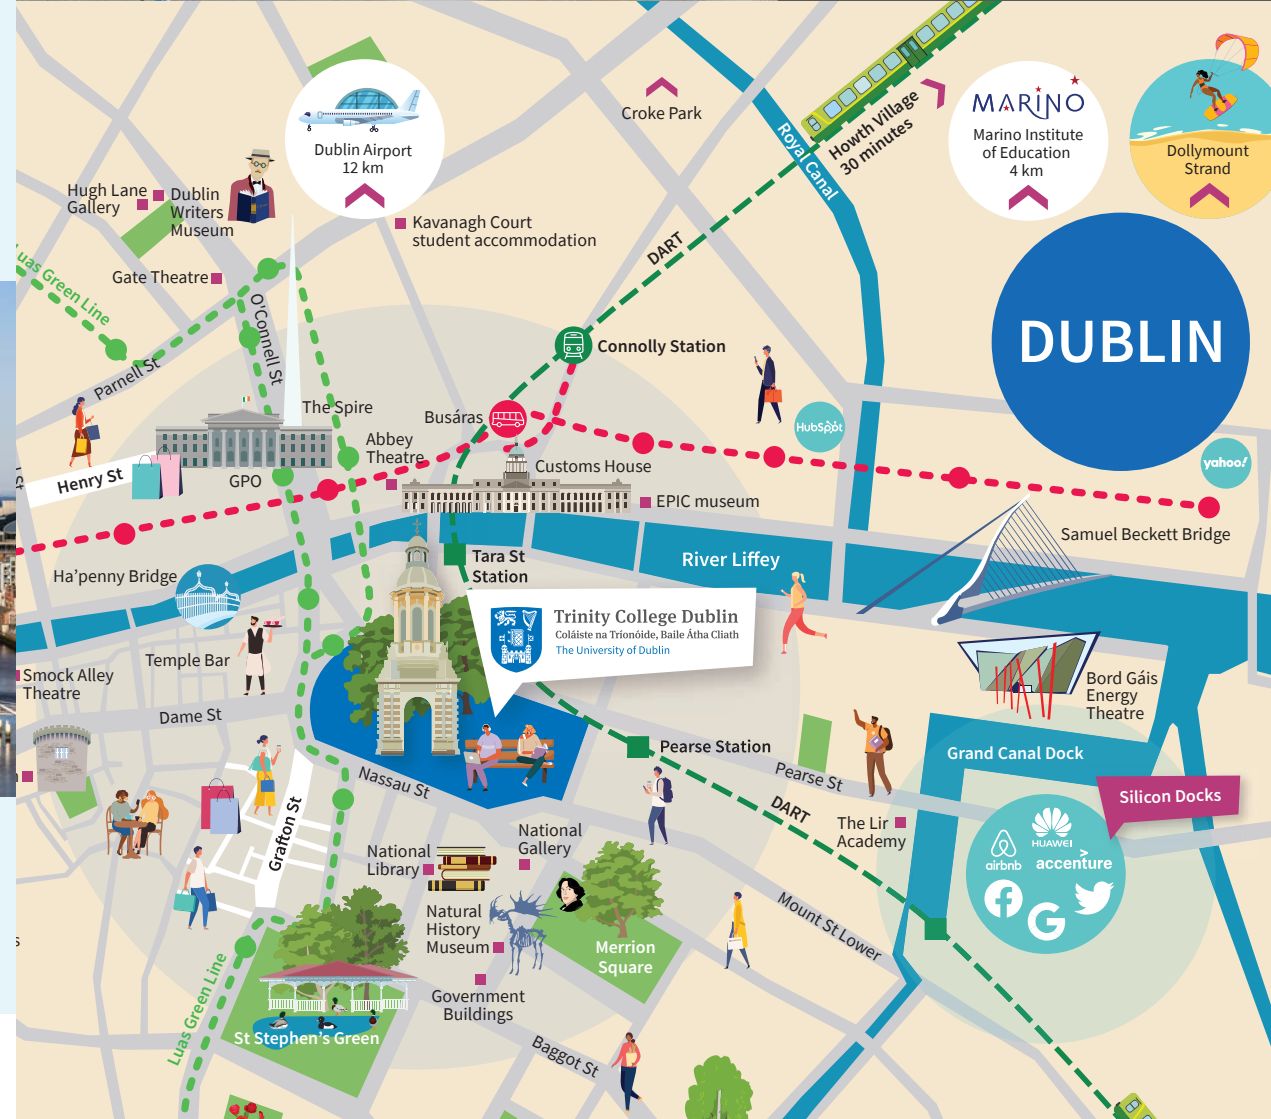 Croke Park
Royal Canal
Howth Village
30 minutes
MARINO
Marino Institute
of Education
4 km
Dollymount
Strand
Dublin Airport
12 km
Hugh Lane
Gallery
Dublin
Writers
Museum
Kavanagh Court
student accommodation
Gate Theatre
Luas Green Line
O'Connell St
DART
DUBLIN
Parnell St
Connolly Station
The Spire
Busáras
HubSpot
Abbey
Theatre
yahoo!
Henry St
GPO
Customs House
EPIC museum
Samuel Beckett Bridge
Tara St
Station
River Liffey
Ha'penny Bridge
Trinity College Dublin
Coláiste na Tríonóide, Baile Átha Cliath
The University of Dublin
Temple Bar
Smock Alley
Theatre
Bord Gáis
Energy
Theatre
Dame St
Pearse Station
Grand Canal Dock
Nassau St
Pearse St
Silicon Docks
DART
The Lir
Academy
HUAWEI
airbnb
accenture
G
Grafton St
National
Gallery
National
Library
Natural
History
Museum
Merrion
Square
Mount St Lower
Government
Buildings
Luas Green Line
St Stephen's Green
Baggot St